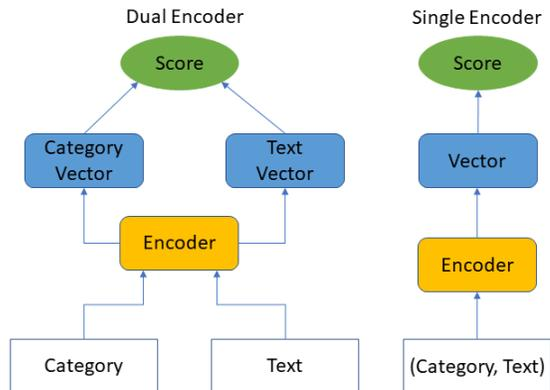 Dual Encoder
Single Encoder
Score
Score
Category
Vector
Text
Vector
Vector
Encoder
Encoder
Category
Text
(Category, Text)